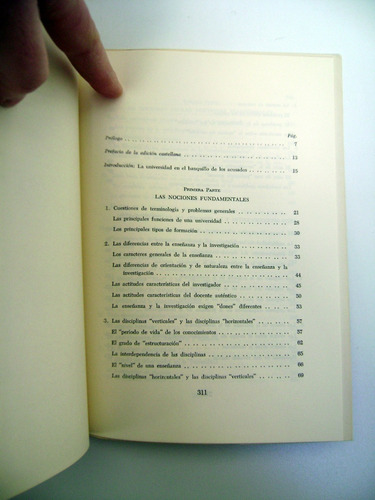 Pág.
Prólogo . . . . . . . . . . 7
Prefacio de la edición castellana . . . . . . . . . . 13
Introducción: La universidad en el banquillo de los acusados . . . . . . . . . . 15
Primera Parte
LAS NOCIONES FUNDAMENTALES
1. Cuestiones de terminología y problemas generales . . . . . . . . . . 21
Las principales funciones de una universidad . . . . . . . . . . 28
Los principales tipos de formación . . . . . . . . . . 30
2. Las diferencias entre la enseñanza y la investigación . . . . . . . . . . 39
Los caracteres generales de la enseñanza . . . . . . . . . . 39
Las diferencias de orientación y de naturaleza entre la enseñanza y la
investigación . . . . . . . . . . 44
Las actitudes características del investigador . . . . . . . . . . 45
Las actitudes características del docente auténtico . . . . . . . . . . 50
La enseñanza y la investigación exigen "dones" diferentes . . . . . . . . . . 55
3. Las disciplinas "verticales" y las disciplinas "horizontales" . . . . . . . . . . 57
El "período de vida" de los conocimientos . . . . . . . . . . 57
El grado de "estructuración" . . . . . . . . . . 62
La interdependencia de las disciplinas . . . . . . . . . . 65
El "nivel" de una enseñanza . . . . . . . . . . 66
Las disciplinas "horizontales" y las disciplinas "verticales" . . . . . . . . . . 69
311